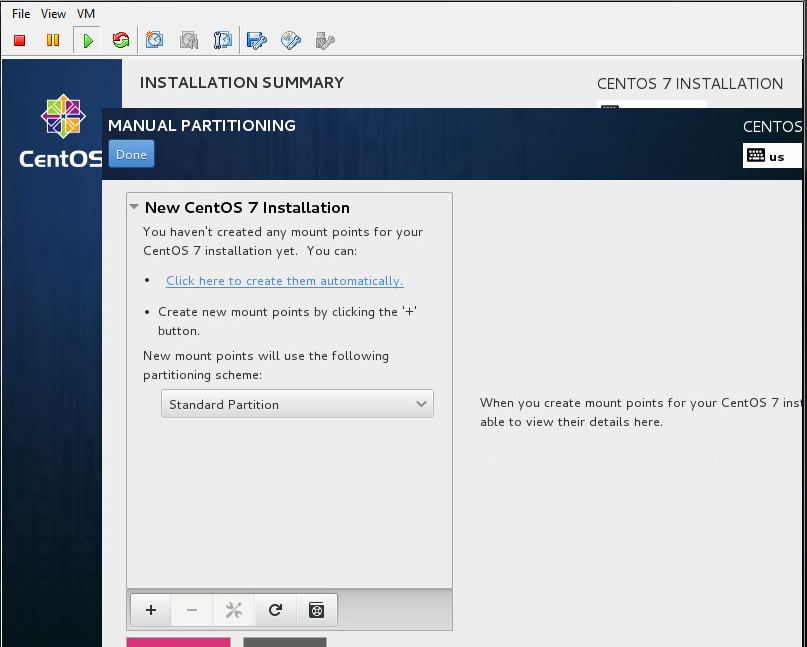 File View VM
INSTALLATION SUMMARY
CENTOS 7 INSTALLATION
CentOS
MANUAL PARTITIONING
CENTOS
Done
us
New CentOS 7 Installation
You haven't created any mount points for your
CentOS 7 installation yet. You can:
• Click here to create them automatically.
• Create new mount points by clicking the '+'
button.
New mount points will use the following
partitioning scheme:
Standard Partition
When you create mount points for your CentOS 7 inst
able to view their details here.